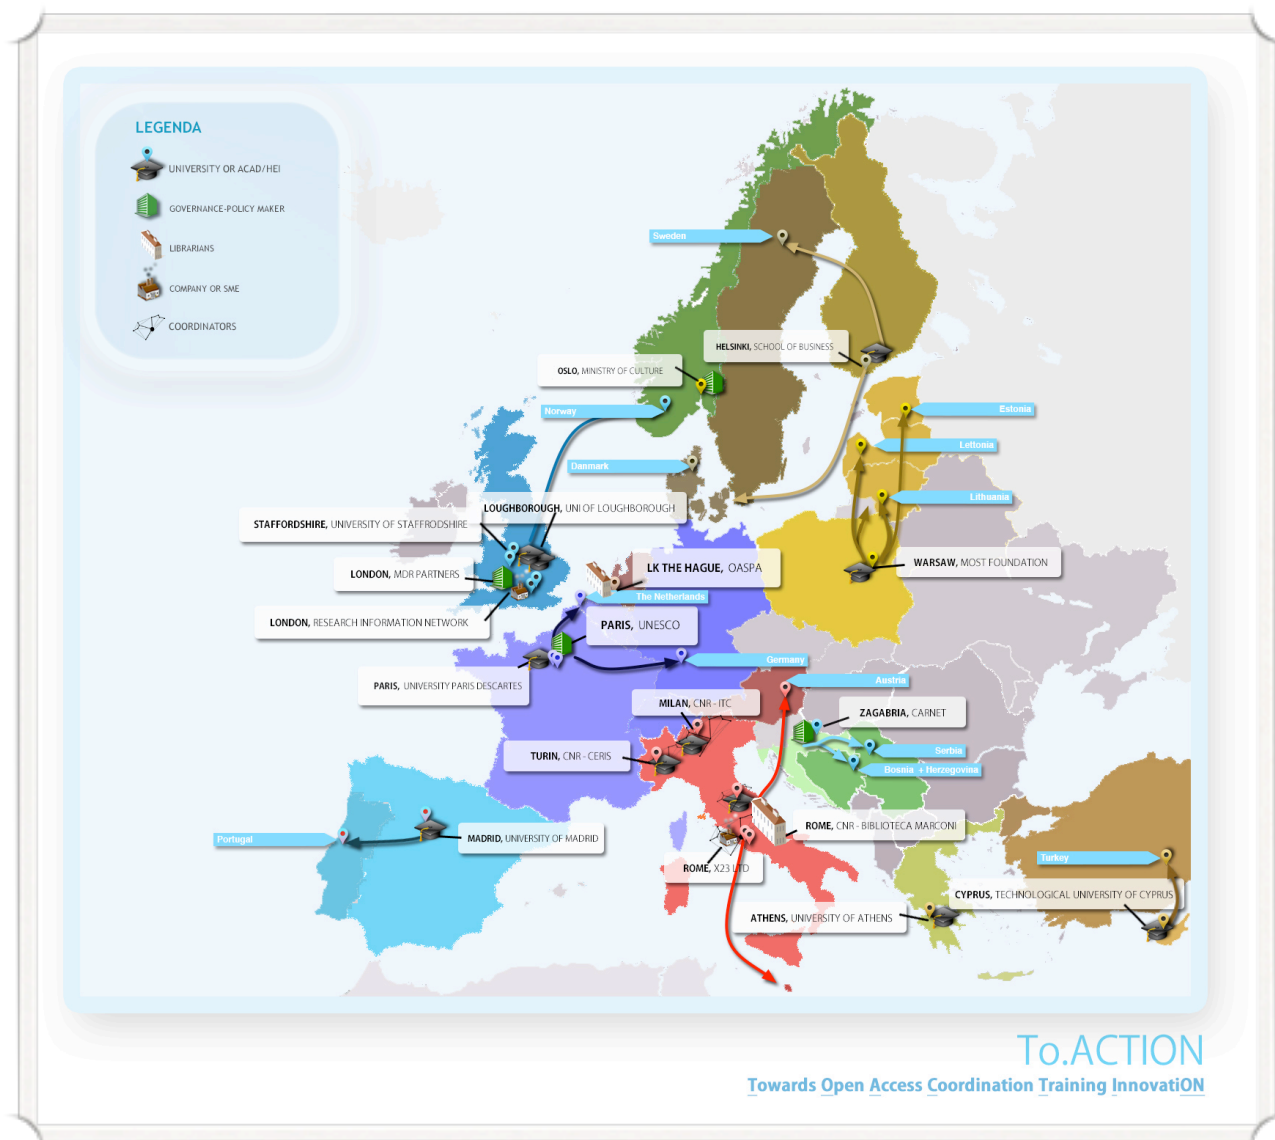 LEGENDA
UNIVERSITY OR ACAD/HEI
GOVERNANCE-POLICY MAKER
LIBRARIANS
COMPANY OR SME
COORDINATORS
Sweden
HELSINKI, SCHOOL OF BUSINESS
OSLO, MINISTRY OF CULTURE
Norway
Estonia
Lettonia
Danmark
Lithuania
LOUGHBOROUGH, UNI OF LOUGHBOROUGH
STAFFORDSHIRE, UNIVERSITY OF STAFFRODSHIRE
WARSAW, MOST FOUNDATION
LK THE HAGUE, OASPA
LONDON, MDR PARTNERS
The Netherlands
LONDON, RESEARCH INFORMATION NETWORK
PARIS, UNESCO
Germany
PARIS, UNIVERSITY PARIS DESCARTES
Austria
MILAN, CNR - ITC
ZAGABRIA, CARNET
Serbia
TURIN, CNR - CERIS
Bosnia + Herzegovina
ROME, CNR - BIBLIOTECA MARCONI
Portugal
MADRID, UNIVERSITY OF MADRID
Turkey
ROME, X23 LTD
CYPRUS, TECHNOLOGICAL UNIVERSITY OF CYPRUS
ATHENS, UNIVERSITY OF ATHENS
To.ACTION
Towards Open Access Coordination Training InnovatiON